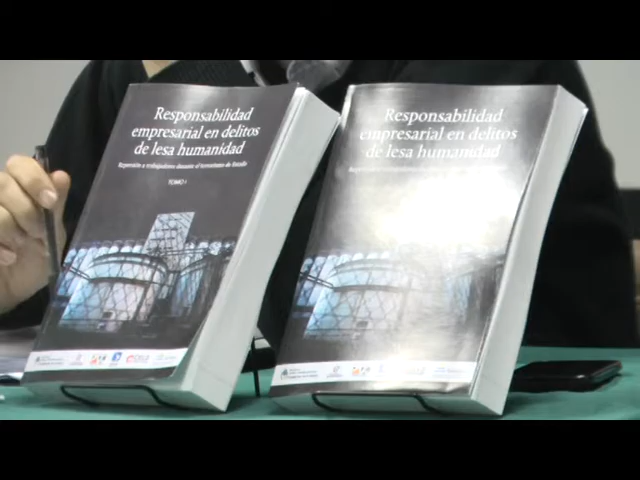 Responsabilidad
empresarial en delitos
de lesa humanidad
Represión a trabajadores durante el terrorismo de Estado
TOMO I
Responsabilidad
empresarial en delitos
de lesa humanidad